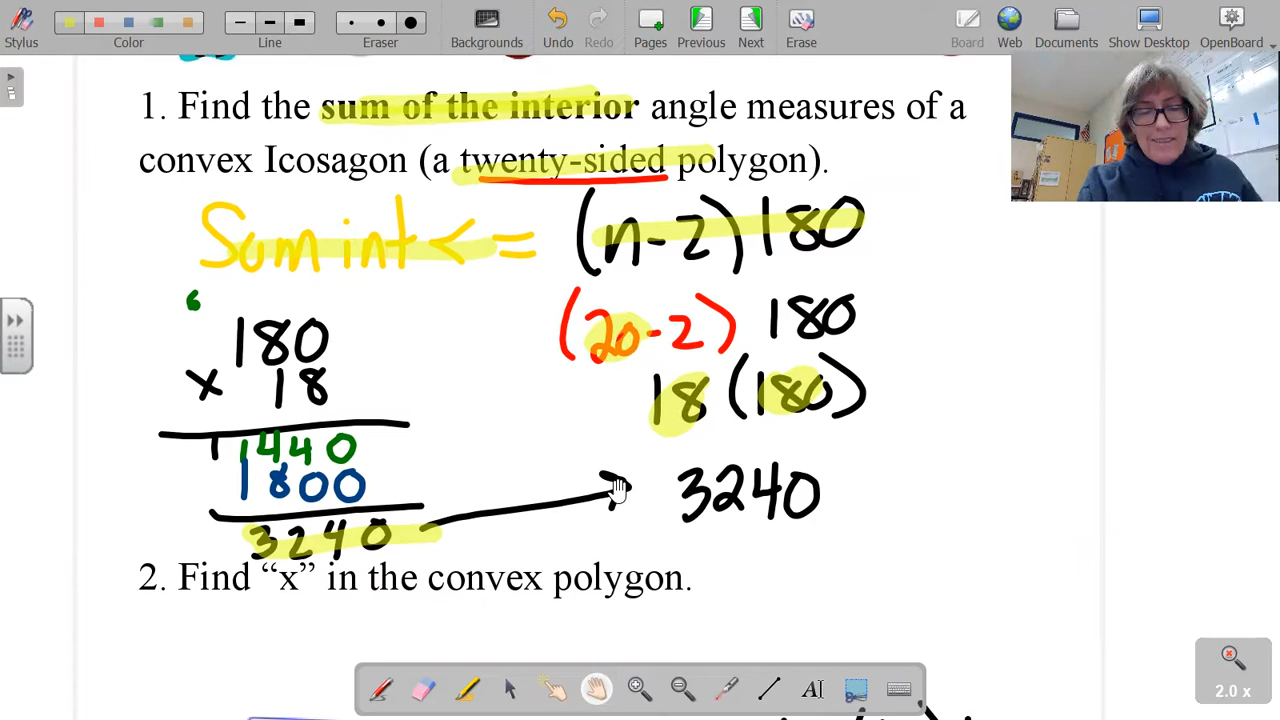 Stylus Color Line Eraser Backgrounds Undo Redo Pages Previous Next Erase Board Web Documents Show Desktop OpenBoard
1. Find the sum of the interior angle measures of a
convex Icosagon (a twenty-sided polygon).
Sum int < = (n-2)180
(20-2) 180
18 (180)
3240
6
180
x 18
1
1440
1800
3240
2. Find “x” in the convex polygon.
AI
2.0 x